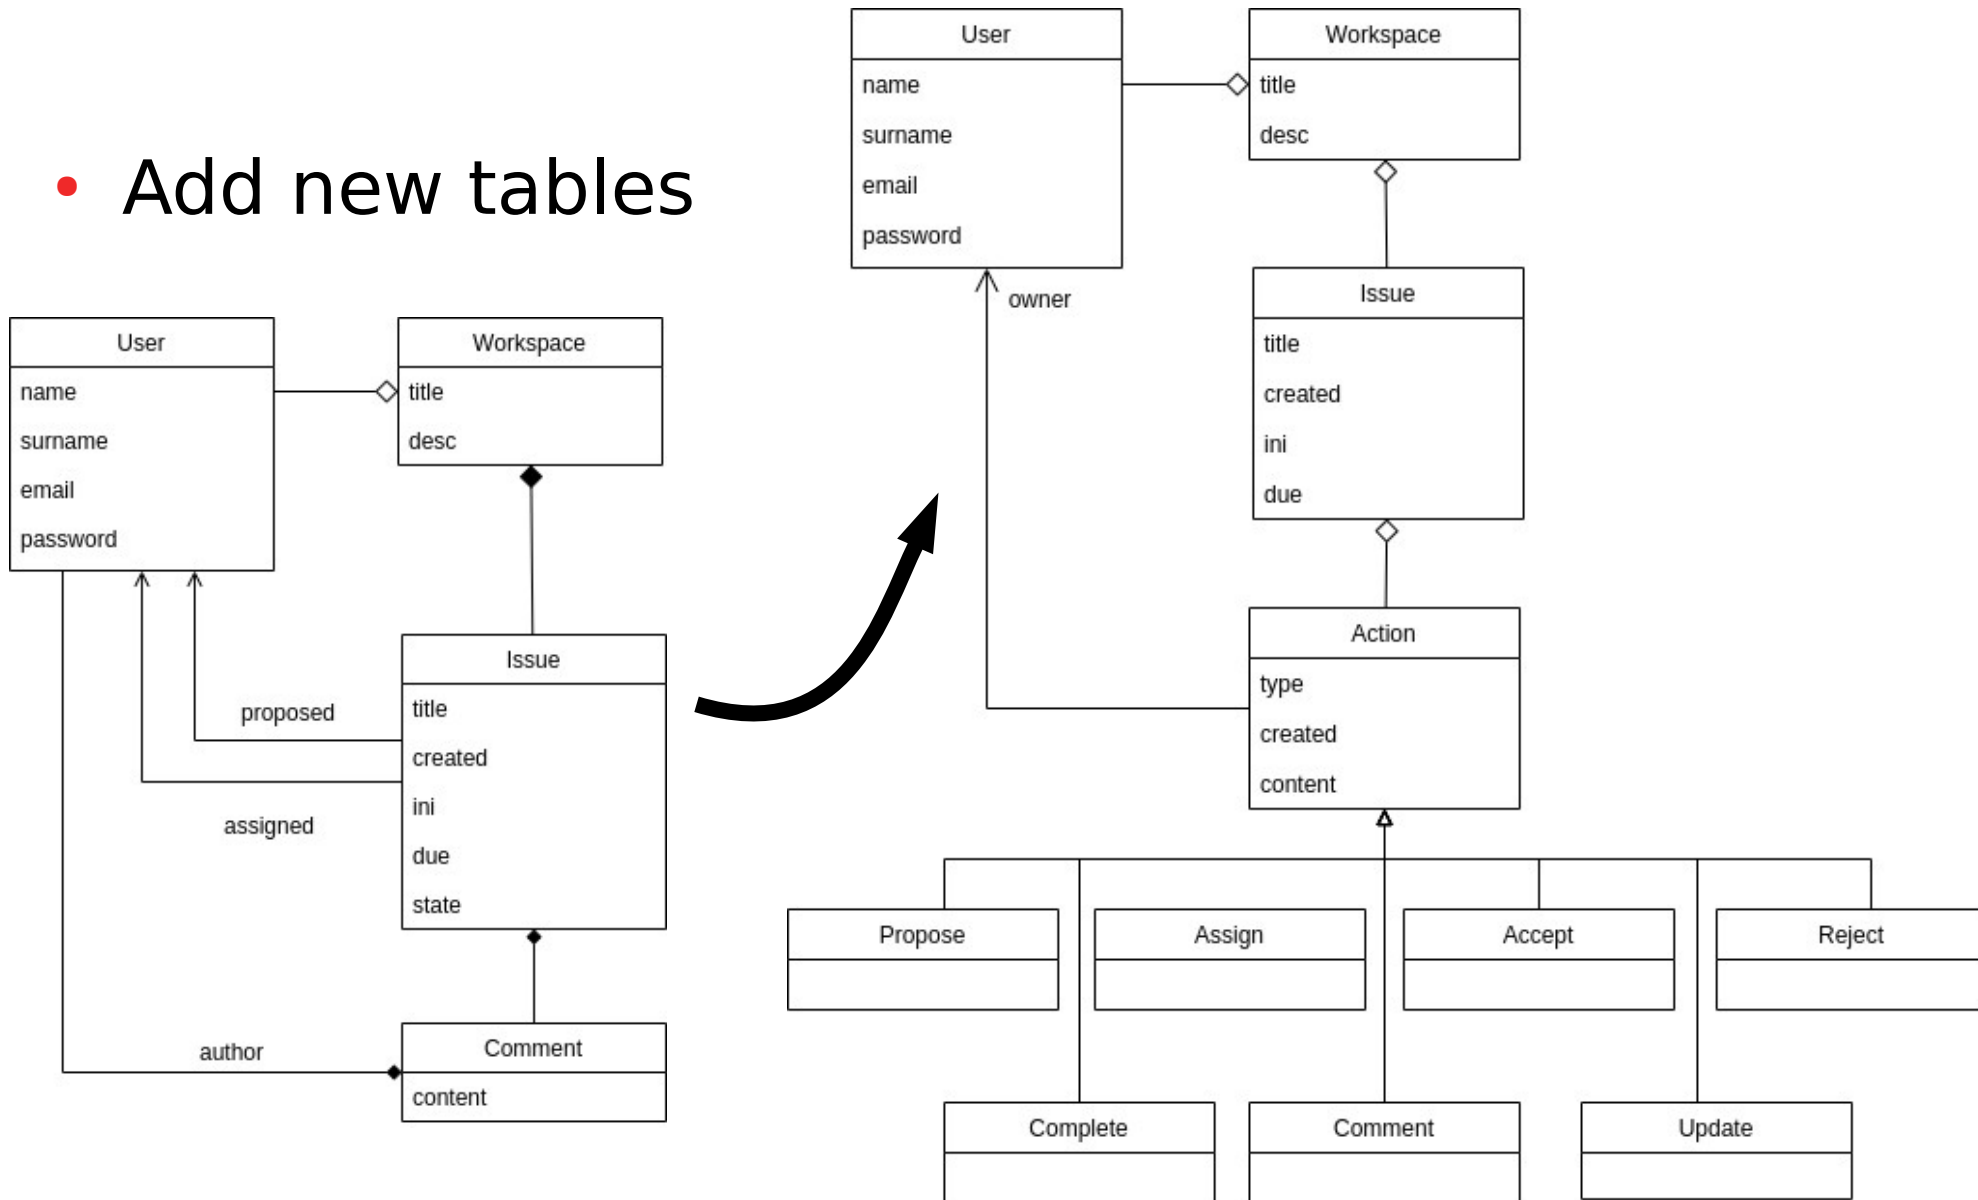 • Add new tables
User
name
surname
email
password
Workspace
title
desc
proposed
assigned
Issue
title
created
ini
due
state
author
Comment
content
User
name
surname
email
password
Workspace
title
desc
owner
Issue
title
created
ini
due
Action
type
created
content
Propose
Assign
Accept
Reject
Complete
Comment
Update